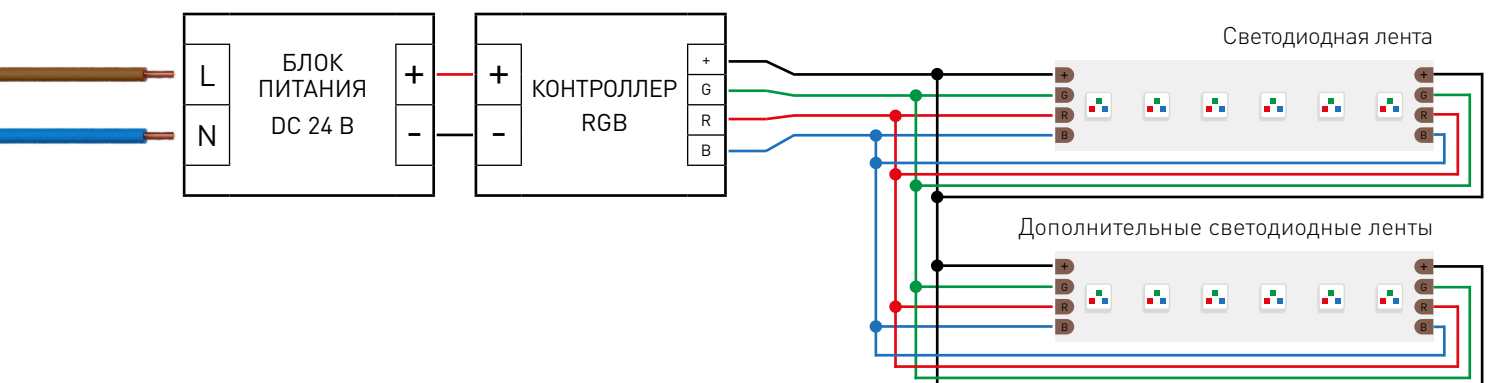 Светодиодная лента
L
N
БЛОК
ПИТАНИЯ
DC 24 В
+
-
+
-
КОНТРОЛЛЕР
RGB
+
G
R
B
+
G
R
B
+
G
R
B
Дополнительные светодиодные ленты
+
G
R
B
+
G
R
B